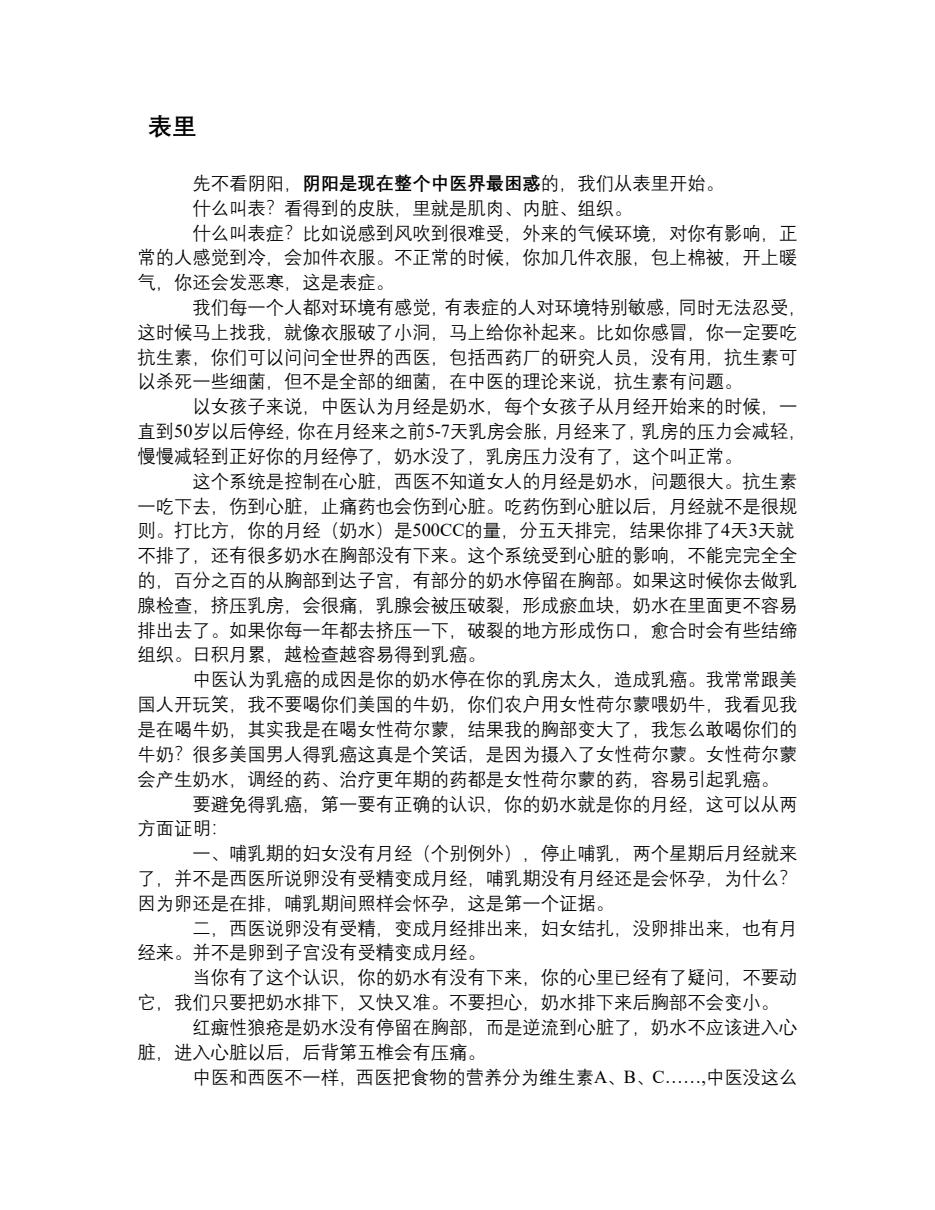 表里
先不看阴阳，阴阳是现在整个中医界最困惑的，我们从表里开始。
什么叫表？看得到的皮肤，里就是肌肉、内脏、组织。
什么叫表症？比如说感到风吹到很难受，外来的气候环境，对你有影响，正
常的人感觉到冷，会加件衣服。不正常的时候，你加几件衣服，包上棉被，开上暖
气，你还会发恶寒，这是表症。
我们每一个人都对环境有感觉，有表症的人对环境特别敏感，同时无法忍受，
这时候马上找我，就像衣服破了小洞，马上给你补起来。比如你感冒，你一定要吃
抗生素，你们可以问问全世界的西医，包括西药厂的研究人员，没有用，抗生素可
以杀死一些细菌，但不是全部的细菌，在中医的理论来说，抗生素有问题。
以女孩子来说，中医认为月经是奶水，每个女孩子从月经开始来的时候，一
直到50岁以后停经，你在月经来之前5-7天乳房会胀，月经来了，乳房的压力会减轻，
慢慢减轻到正好你的月经停了，奶水没了，乳房压力没有了，这个叫正常。
这个系统是控制在心脏，西医不知道女人的月经是奶水，问题很大。抗生素
一吃下去，伤到心脏，止痛药也会伤到心脏。吃药伤到心脏以后，月经就不是很规
则。打比方，你的月经（奶水）是500CC的量，分五天排完，结果你排了4天3天就
不排了，还有很多奶水在胸部没有下来。这个系统受到心脏的影响，不能完完全全
的，百分之百的从胸部到达子宫，有部分的奶水停留在胸部。如果这时候你去做乳
腺检查，挤压乳房，会很痛，乳腺会被压破裂，形成瘀血块，奶水在里面更不容易
排出去了。如果你每一年都去挤压一下，破裂的地方形成伤口，愈合时会有些结缔
组织。日积月累，越检查越容易得到乳癌。
中医认为乳癌的成因是你的奶水停在你的乳房太久，造成乳癌。我常常跟美
国人开玩笑，我不要喝你们美国的牛奶，你们农户用女性荷尔蒙喂奶牛，我看见我
是在喝牛奶，其实我是在喝女性荷尔蒙，结果我的胸部变大了，我怎么敢喝你们的
牛奶？很多美国男人得乳癌这真是个笑话，是因为摄入了女性荷尔蒙。女性荷尔蒙
会产生奶水，调经的药、治疗更年期的药都是女性荷尔蒙的药，容易引起乳癌。
要避免得乳癌，第一要有正确的认识，你的奶水就是你的月经，这可以从两
方面证明：
一、哺乳期的妇女没有月经（个别例外），停止哺乳，两个星期后月经就来
了，并不是西医所说卵没有受精变成月经，哺乳期没有月经还是会怀孕，为什么？
因为卵还是在排，哺乳期间照样会怀孕，这是第一个证据。
二，西医说卵没有受精，变成月经排出来，妇女结扎，没卵排出来，也有月
经来。并不是卵到子宫没有受精变成月经。
当你有了这个认识，你的奶水有没有下来，你的心里已经有了疑问，不要动
它，我们只要把奶水排下，又快又准。不要担心，奶水排下来后胸部不会变小。
红癍性狼疮是奶水没有停留在胸部，而是逆流到心脏了，奶水不应该进入心
脏，进入心脏以后，后背第五椎会有压痛。
中医和西医不一样，西医把食物的营养分为维生素A、B、C……,中医没这么